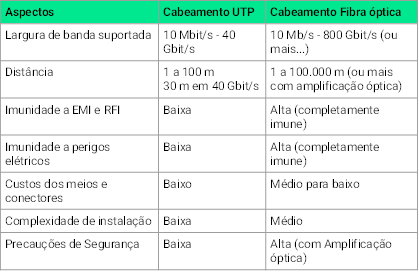 Aspectos Cabeamento UTP Cabeamento Fibra óptica
Largura de banda suportada 10 Mbit/s - 40 10 Mb/s - 800 Gbit/s (ou
Gbit/s mais...)
Distância 1 a 100 m 1 a 100.000 m (ou mais
30 m em 40 Gbit/s com amplificação óptica)
Imunidade a EMI e RFI Baixa Alta (completamente
imune)
Imunidade a perigos Baixa Alta (completamente
elétricos imune)
Custos dos meios e Baixo Médio para baixo
conectores
Complexidade de instalação Baixa Médio
Precauções de Segurança Baixa Alta (com Amplificação
óptica)